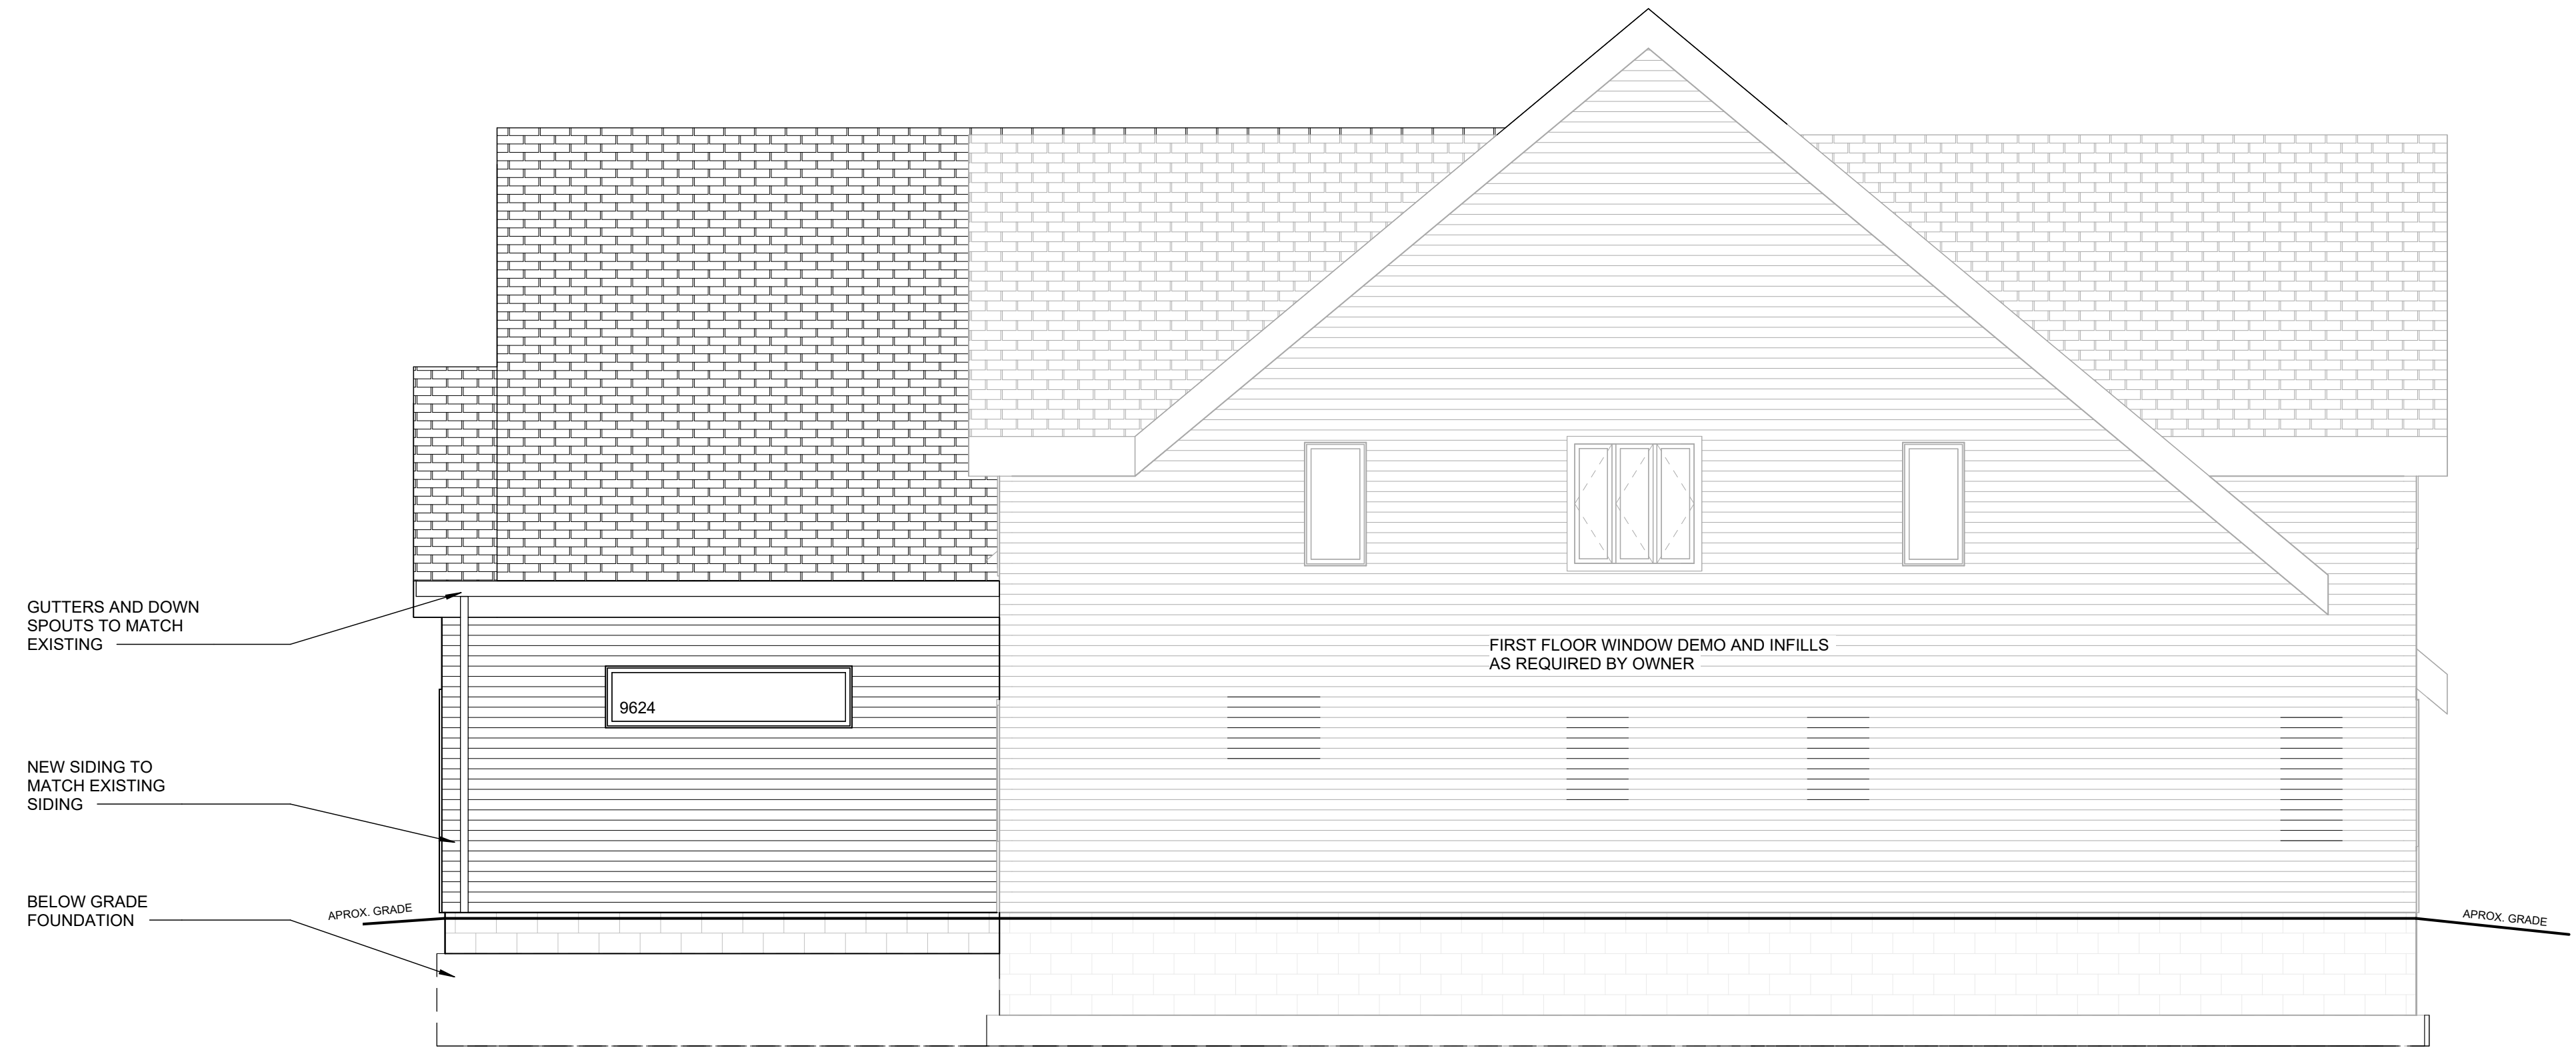 GUTTERS AND DOWN
SPOUTS TO MATCH
EXISTING
FIRST FLOOR WINDOW DEMO AND INFILLS
AS REQUIRED BY OWNER
9624
NEW SIDING TO
MATCH EXISTING
SIDING
BELOW GRADE
FOUNDATION
APROX. GRADE
APROX. GRADE